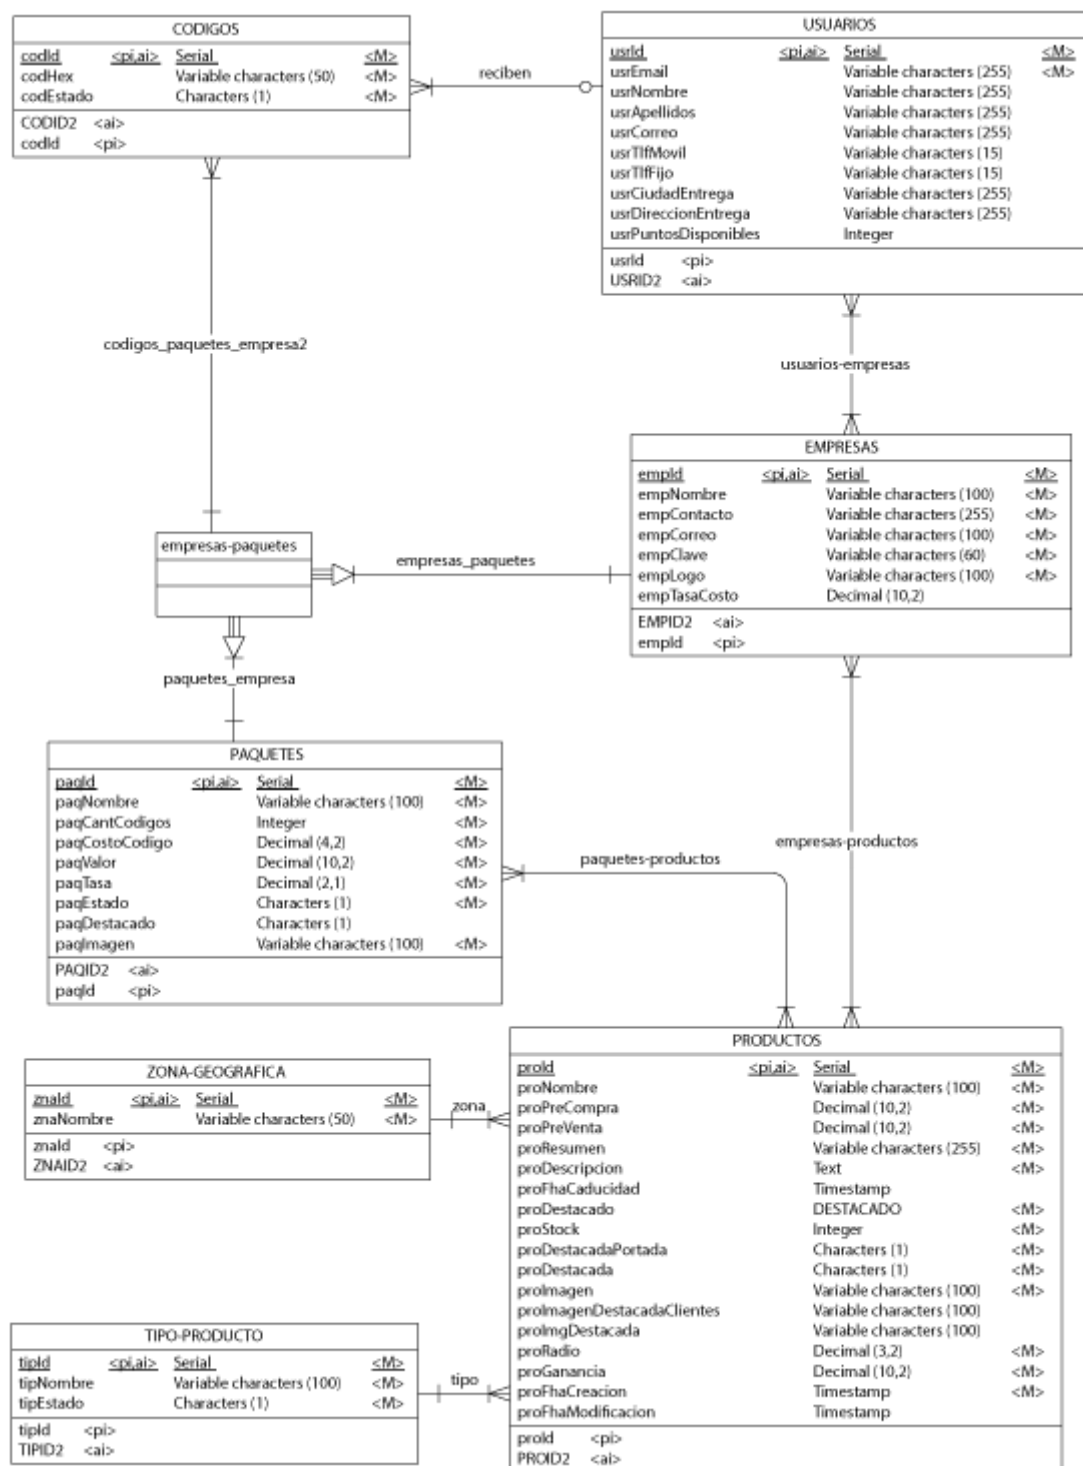 CODIGOS
codId <pi,ai> Serial <M>
codHex Variable characters (50) <M>
codEstado Characters (1) <M>
CODID2 <ai>
codId <pi>
reciben
USUARIOS
usrId <pi,ai> Serial <M>
usrEmail Variable characters (255) <M>
usrNombre Variable characters (255)
usrApellidos Variable characters (255)
usrCorreo Variable characters (255)
usrTlfMovil Variable characters (15)
usrTlfFijo Variable characters (15)
usrCiudadEntrega Variable characters (255)
usrDireccionEntrega Variable characters (255)
usrPuntosDisponibles Integer
usrId <pi>
USRID2 <ai>
codigos_paquetes_empresa2
usuarios-empresas
EMPRESAS
empId <pi,ai> Serial <M>
empNombre Variable characters (100) <M>
empContacto Variable characters (255) <M>
empCorreo Variable characters (100) <M>
empClave Variable characters (60) <M>
empLogo Variable characters (100) <M>
empTasaCosto Decimal (10,2)
EMPID2 <ai>
empId <pi>
empresas-paquetes
empresas_paquetes
paquetes_empresa
PAQUETES
paqId <pi,ai> Serial <M>
paqNombre Variable characters (100) <M>
paqCantCodigos Integer <M>
paqCostoCodigo Decimal (4,2) <M>
paqValor Decimal (10,2) <M>
paqTasa Decimal (2,1) <M>
paqEstado Characters (1) <M>
paqDestacado Characters (1)
paqImagen Variable characters (100) <M>
PAQID2 <ai>
paqId <pi>
paquetes-productos
empresas-productos
ZONA-GEOGRAFICA
znaId <pi,ai> Serial <M>
znaNombre Variable characters (50) <M>
znaId <pi>
ZNAID2 <ai>
zona
PRODUCTOS
proId <pi,ai> Serial <M>
proNombre Variable characters (100) <M>
proPreCompra Decimal (10,2) <M>
proPreVenta Decimal (10,2) <M>
proResumen Variable characters (255) <M>
proDescripcion Text <M>
proFhaCaducidad Timestamp
proDestacado DESTACADO <M>
proStock Integer <M>
proDestacadaPortada Characters (1) <M>
proDestacada Characters (1) <M>
proImagen Variable characters (100) <M>
proImagenDestacadaClientes Variable characters (100)
proImgDestacada Variable characters (100)
proRadio Decimal (3,2) <M>
proGanancia Decimal (10,2) <M>
proFhaCreacion Timestamp <M>
proFhaModificacion Timestamp
proId <pi>
PROID2 <ai>
TIPO-PRODUCTO
tipId <pi,ai> Serial <M>
tipNombre Variable characters (100) <M>
tipEstado Characters (1) <M>
tipId <pi>
TIPID2 <ai>
tipo